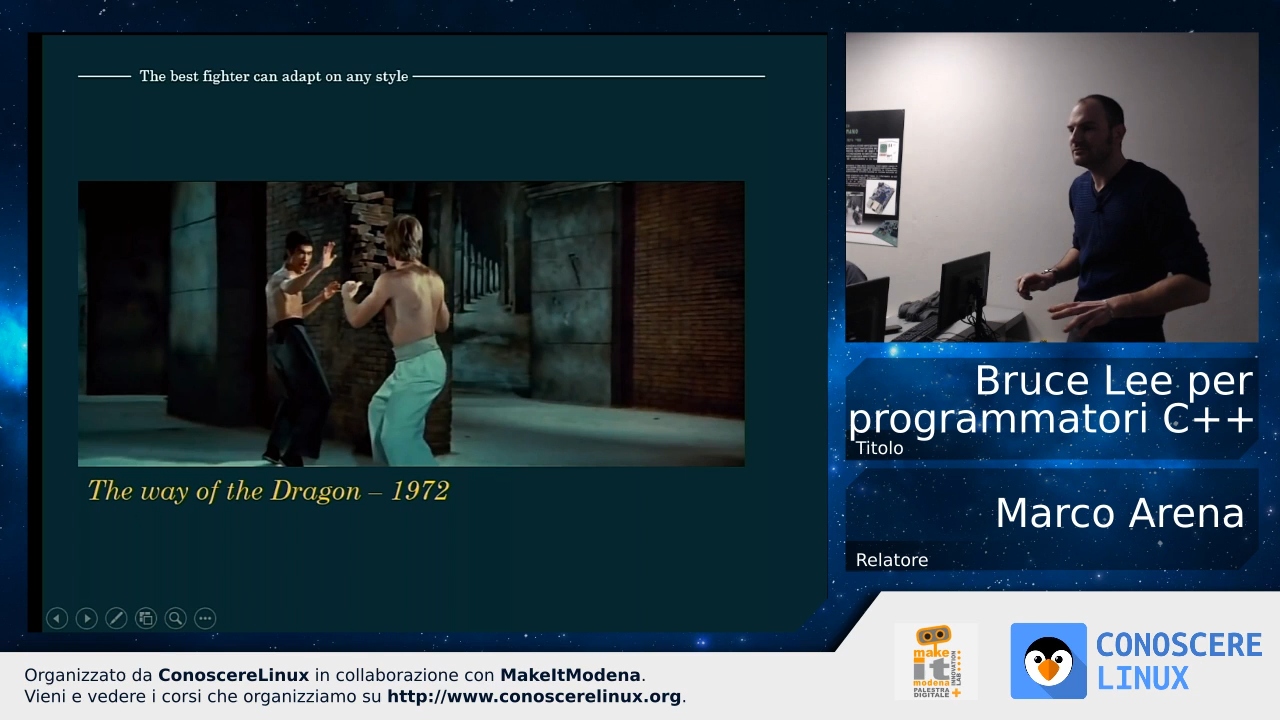 The best fighter can adapt on any style
The way of the Dragon – 1972
Bruce Lee per
programmatori C++
Titolo
Marco Arena
Relatore
Organizzato da ConoscereLinux in collaborazione con MakeItModena.
Vieni e vedere i corsi che organizziamo su http://www.conoscerelinux.org.
make
it
modena
PALESTRA
DIGITALE
INNOVATION
LAB
CONOSCERE
LINUX